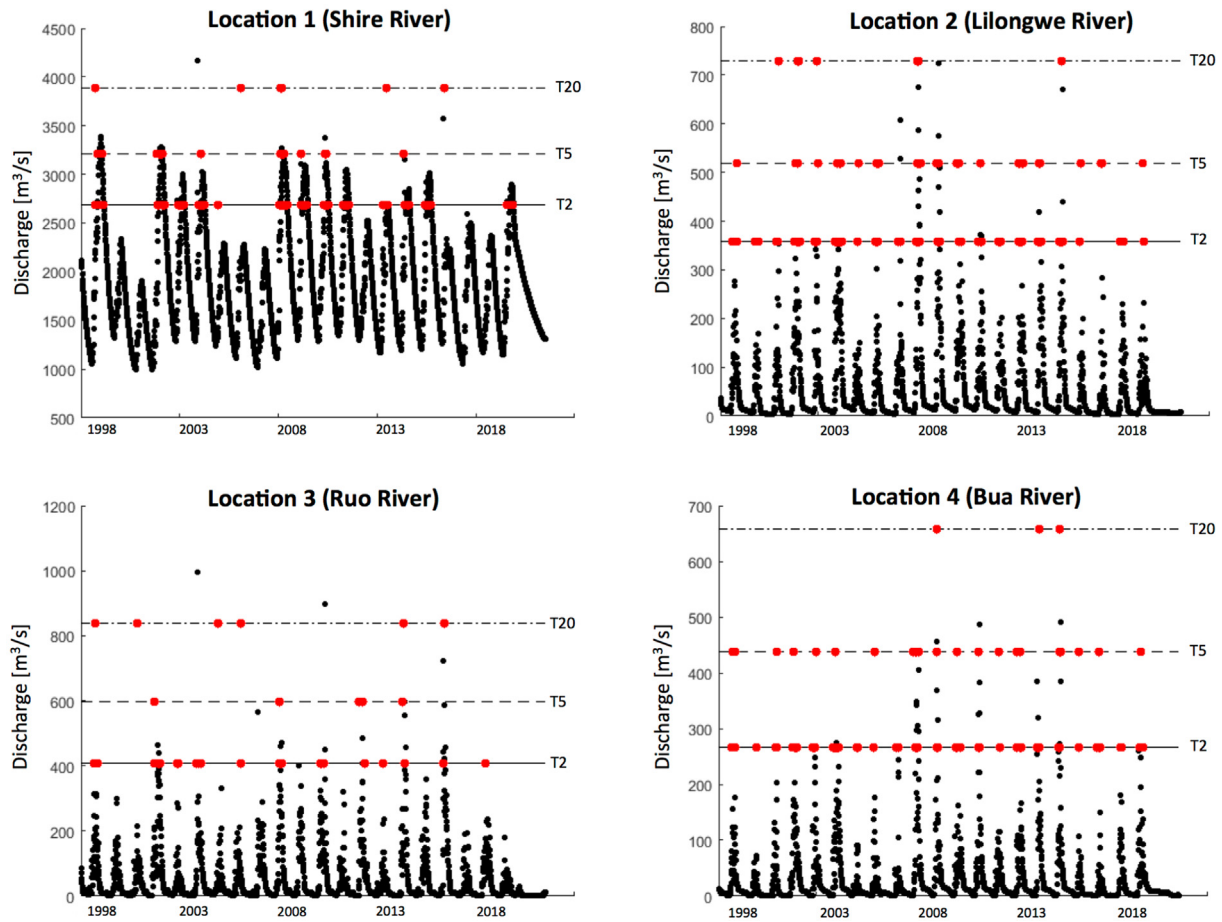 Location 1 (Shire River)
Discharge [m³/s]
4500
4000
3500
3000
2500
2000
1500
1000
500
T20
T5
T2
1998 2003 2008 2013 2018
Location 2 (Lilongwe River)
Discharge [m³/s]
800
700
600
500
400
300
200
100
0
T20
T5
T2
1998 2003 2008 2013 2018
Location 3 (Ruo River)
Discharge [m³/s]
1200
1000
800
600
400
200
0
T20
T5
T2
1998 2003 2008 2013 2018
Location 4 (Bua River)
Discharge [m³/s]
700
600
500
400
300
200
100
0
T20
T5
T2
1998 2003 2008 2013 2018